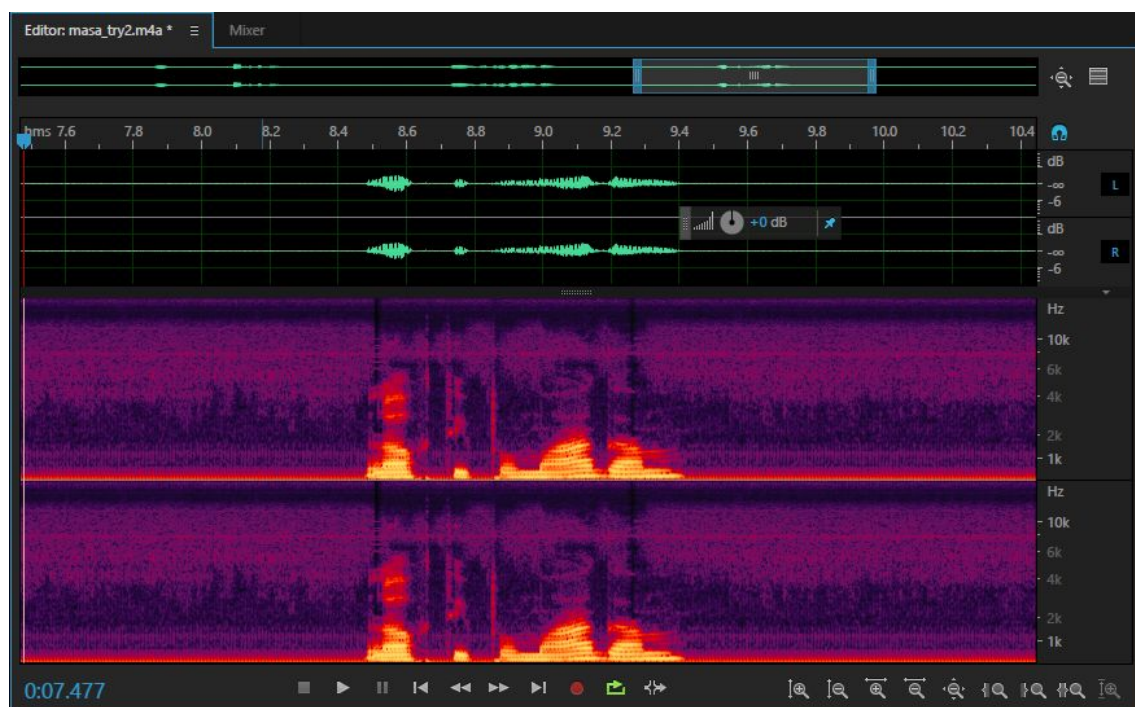 Editor: masa_try2.m4a * Mixer
hms 7.6 7.8 8.0 8.2 8.4 8.6 8.8 9.0 9.2 9.4 9.6 9.8 10.0 10.2 10.4
dB
-∞ L
-6
+0 dB
dB
-∞ R
-6
Hz
10k
6k
4k
2k
1k
Hz
10k
6k
4k
2k
1k
0:07.477